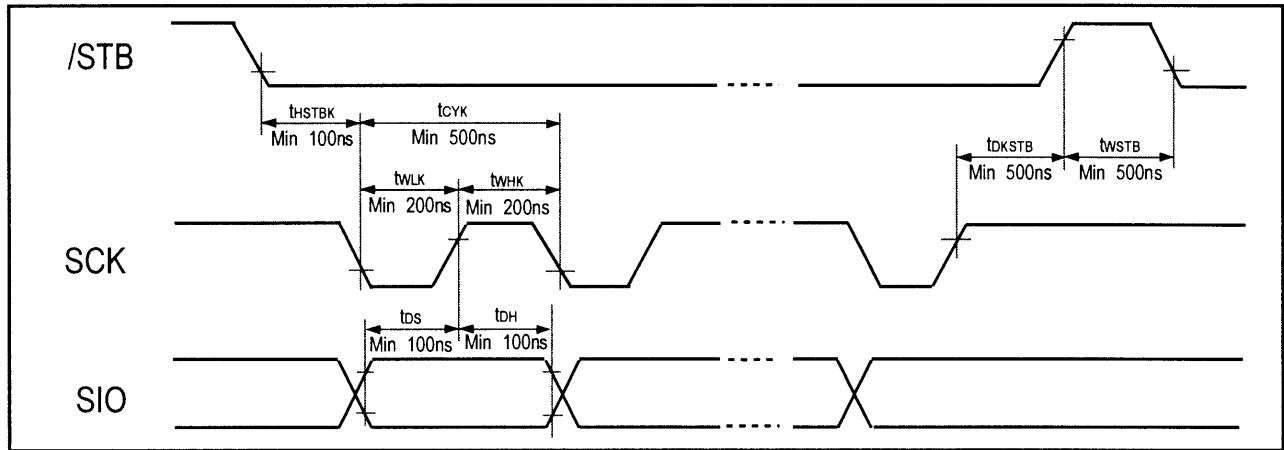 /STB
tHSTBK
Min 100ns
tCYK
Min 500ns
tDKSTB
Min 500ns
tWSTB
Min 500ns
tWLK
Min 200ns
tWHK
Min 200ns
SCK
tDS
Min 100ns
tDH
Min 100ns
SIO